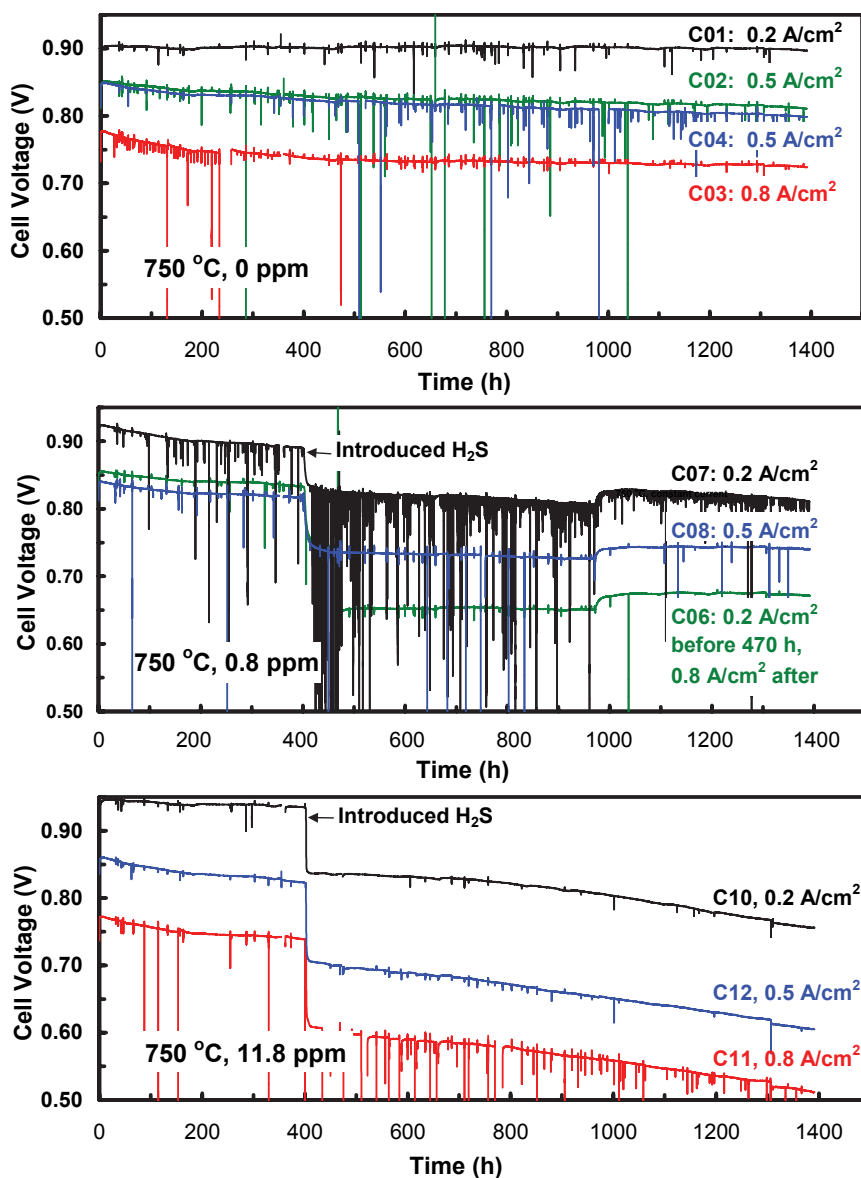 C01: 0.2 A/cm²
0.90
C02: 0.5 A/cm²
0.80
C04: 0.5 A/cm²
0.70
C03: 0.8 A/cm²
Cell Voltage (V)
0.60
750 °C, 0 ppm
0.50
0 200 400 600 800 1000 1200 1400
Time (h)
0.90
Introduced H₂S
C07: 0.2 A/cm²
constant current
0.80
C08: 0.5 A/cm²
0.70
C06: 0.2 A/cm²
before 470 h,
0.8 A/cm² after
Cell Voltage (V)
0.60
750 °C, 0.8 ppm
0.50
0 200 400 600 800 1000 1200 1400
Time (h)
0.90
Introduced H₂S
0.80
C10, 0.2 A/cm²
0.70
C12, 0.5 A/cm²
Cell Voltage (V)
0.60
C11, 0.8 A/cm²
750 °C, 11.8 ppm
0.50
0 200 400 600 800 1000 1200 1400
Time (h)